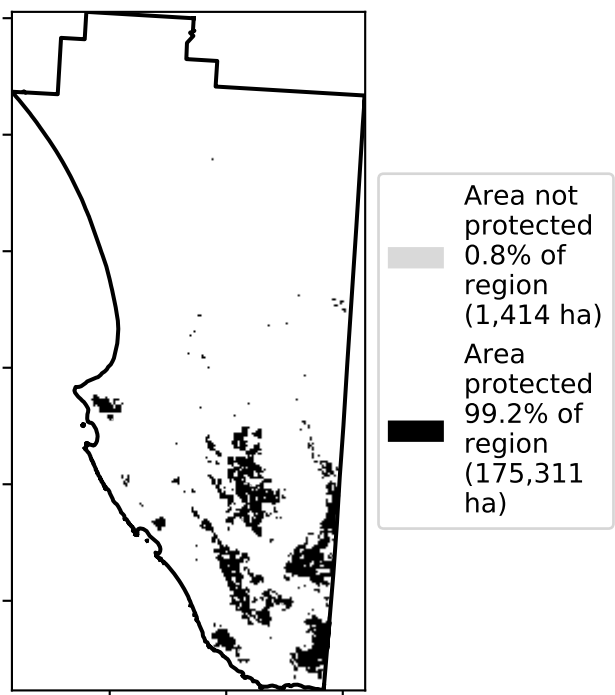 Area not
protected
0.8% of
region
(1,414 ha)
Area
protected
99.2% of
region
(175,311
ha)